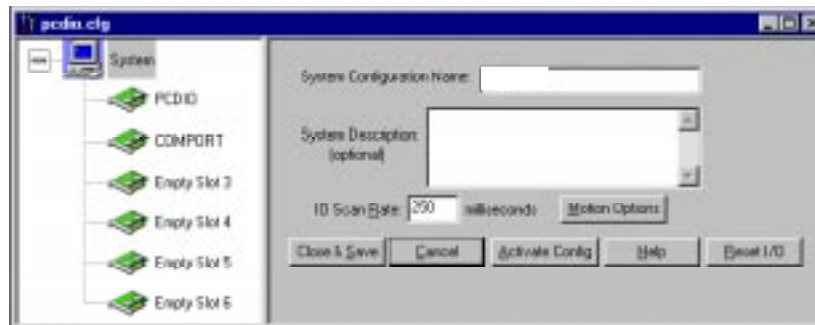 pcdio.cfg
System
PCDIO
COMPORT
Empty Slot 3
Empty Slot 4
Empty Slot 5
Empty Slot 6
System Configuration Name:
System Description:
(optional)
IO Scan Rate: 250 milliseconds Motion Options
Close & Save Cancel Activate Config Help Reset I/O